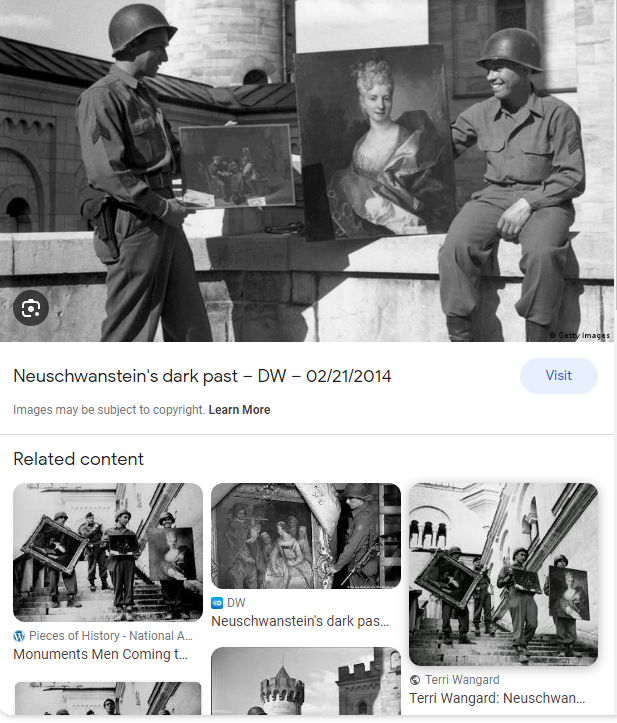 © Getty Images
Neuschwanstein's dark past – DW – 02/21/2014
Visit
Images may be subject to copyright. Learn More
Related content
Pieces of History - National A...
Monuments Men Coming t...
DW
Neuschwanstein's dark pas...
Terri Wangard
Terri Wangard: Neuschwan...